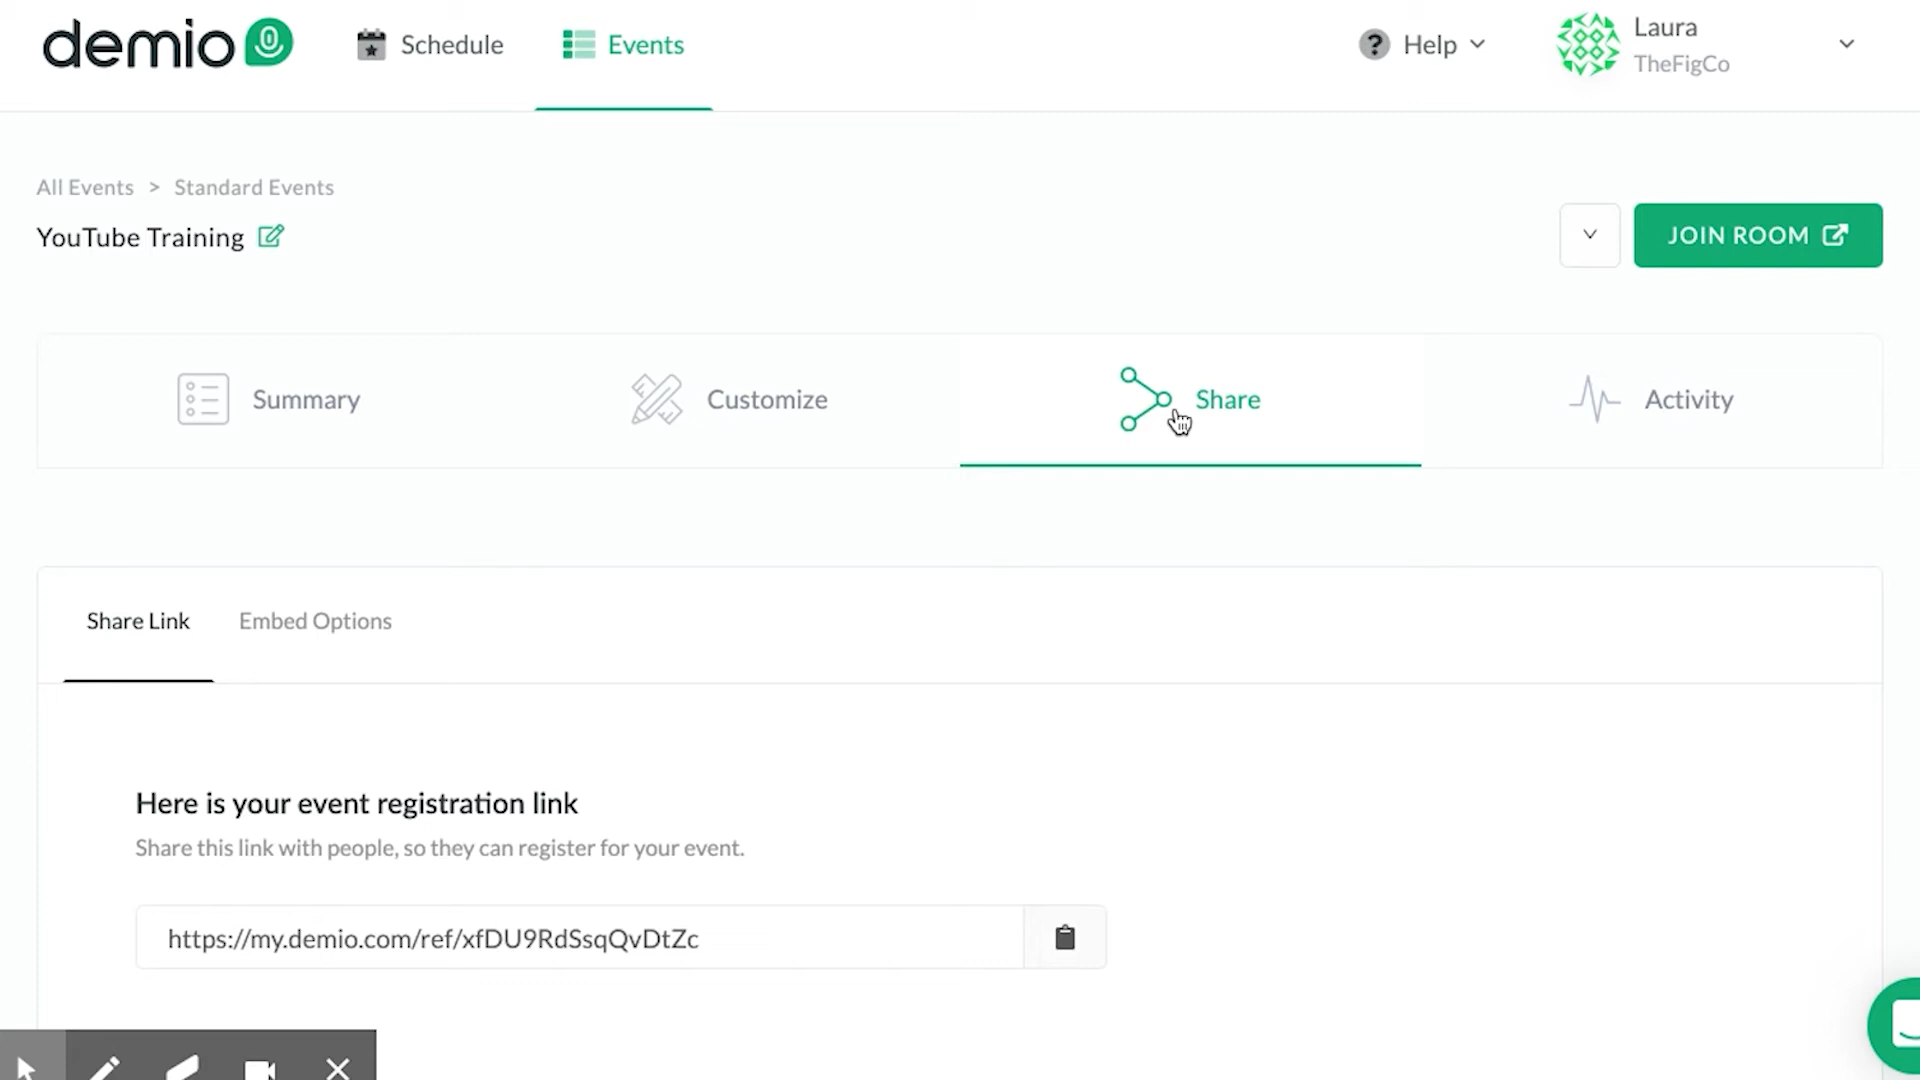 demio
Schedule
Events
? Help
Laura
TheFigCo
All Events > Standard Events
YouTube Training
JOIN ROOM
Summary
Customize
Share
Activity
Share Link
Embed Options
Here is your event registration link
Share this link with people, so they can register for your event.
https://my.demio.com/ref/xfDU9RdSsqQvDtZc